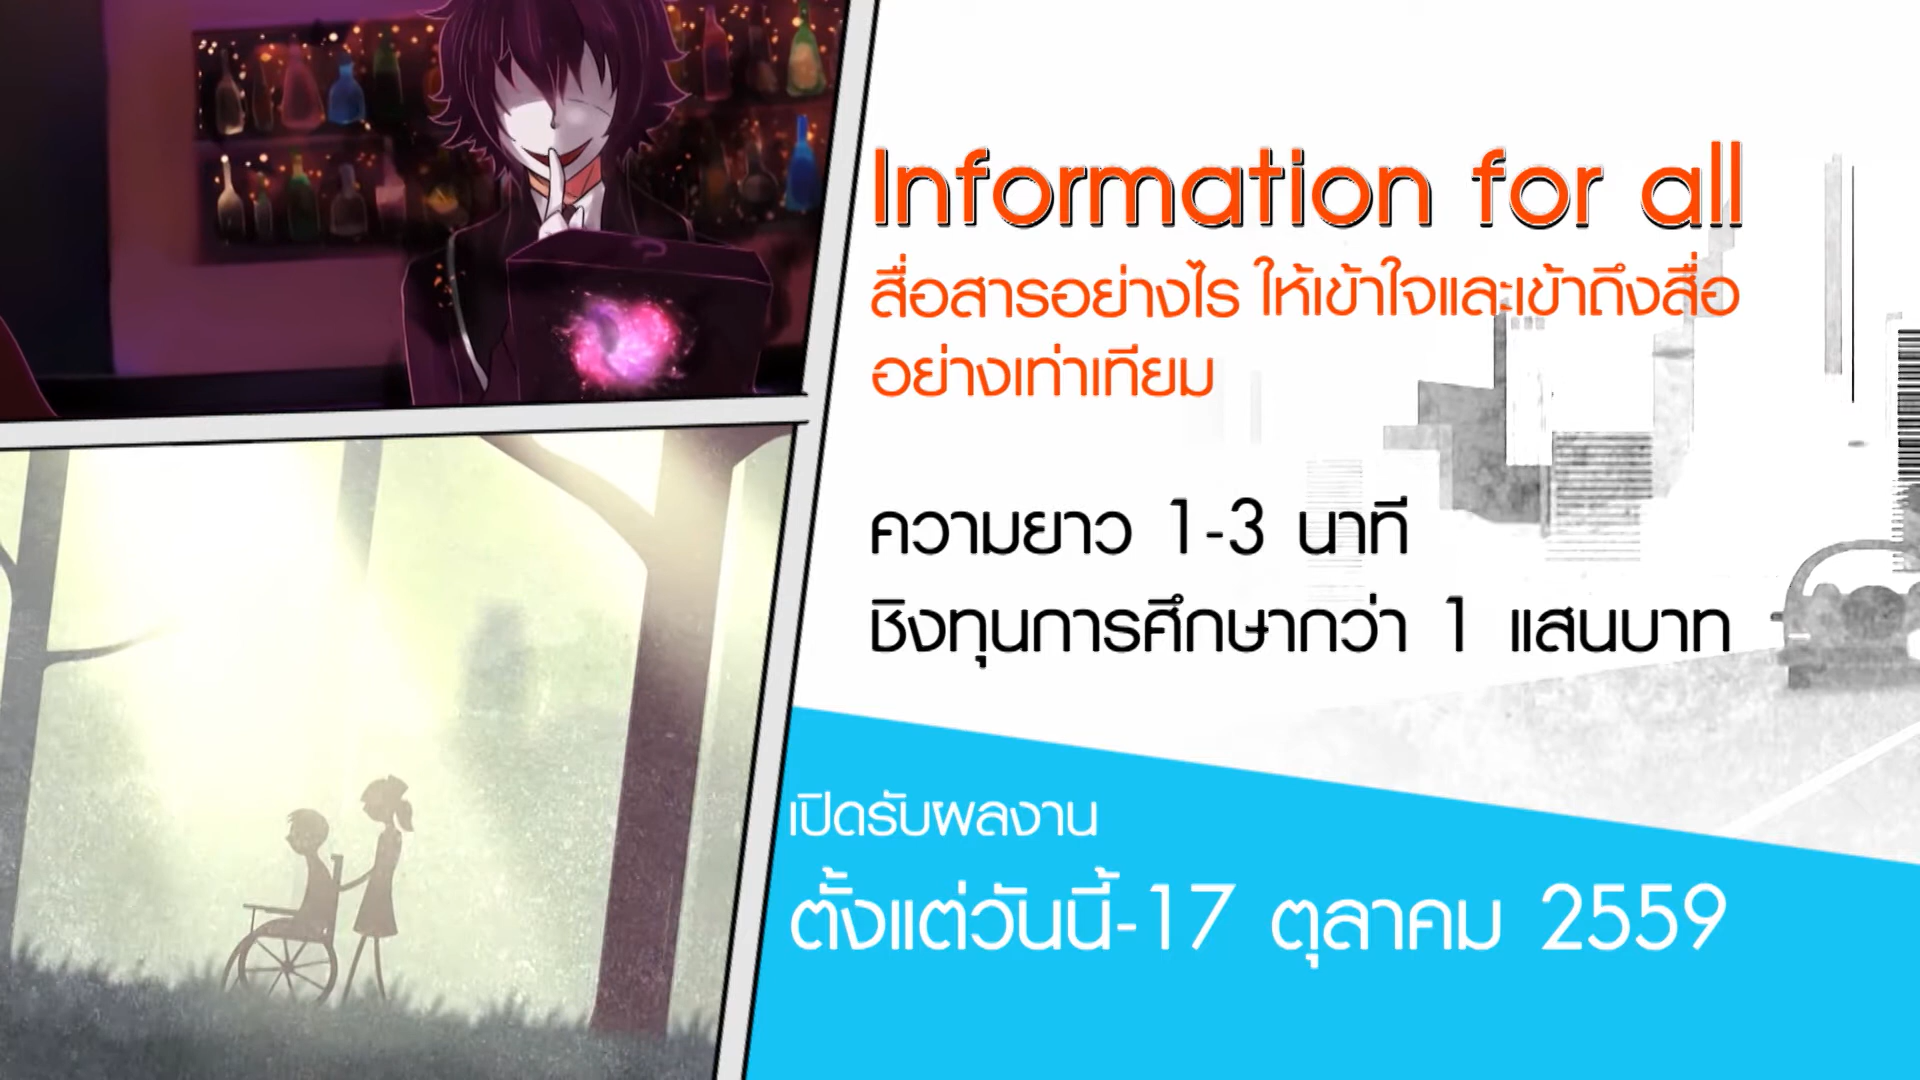 Information for all
สื่อสารอย่างไร ให้เข้าใจและเข้าถึงสื่อ
อย่างเท่าเทียม
ความยาว 1-3 นาที
ชิงทุนการศึกษากว่า 1 แสนบาท
เปิดรับผลงาน
ตั้งแต่วันนี้-17 ตุลาคม 2559